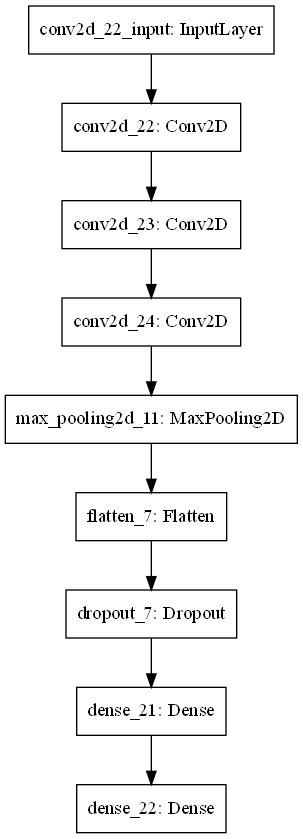 conv2d_22_input: InputLayer
conv2d_22: Conv2D
conv2d_23: Conv2D
conv2d_24: Conv2D
max_pooling2d_11: MaxPooling2D
flatten_7: Flatten
dropout_7: Dropout
dense_21: Dense
dense_22: Dense